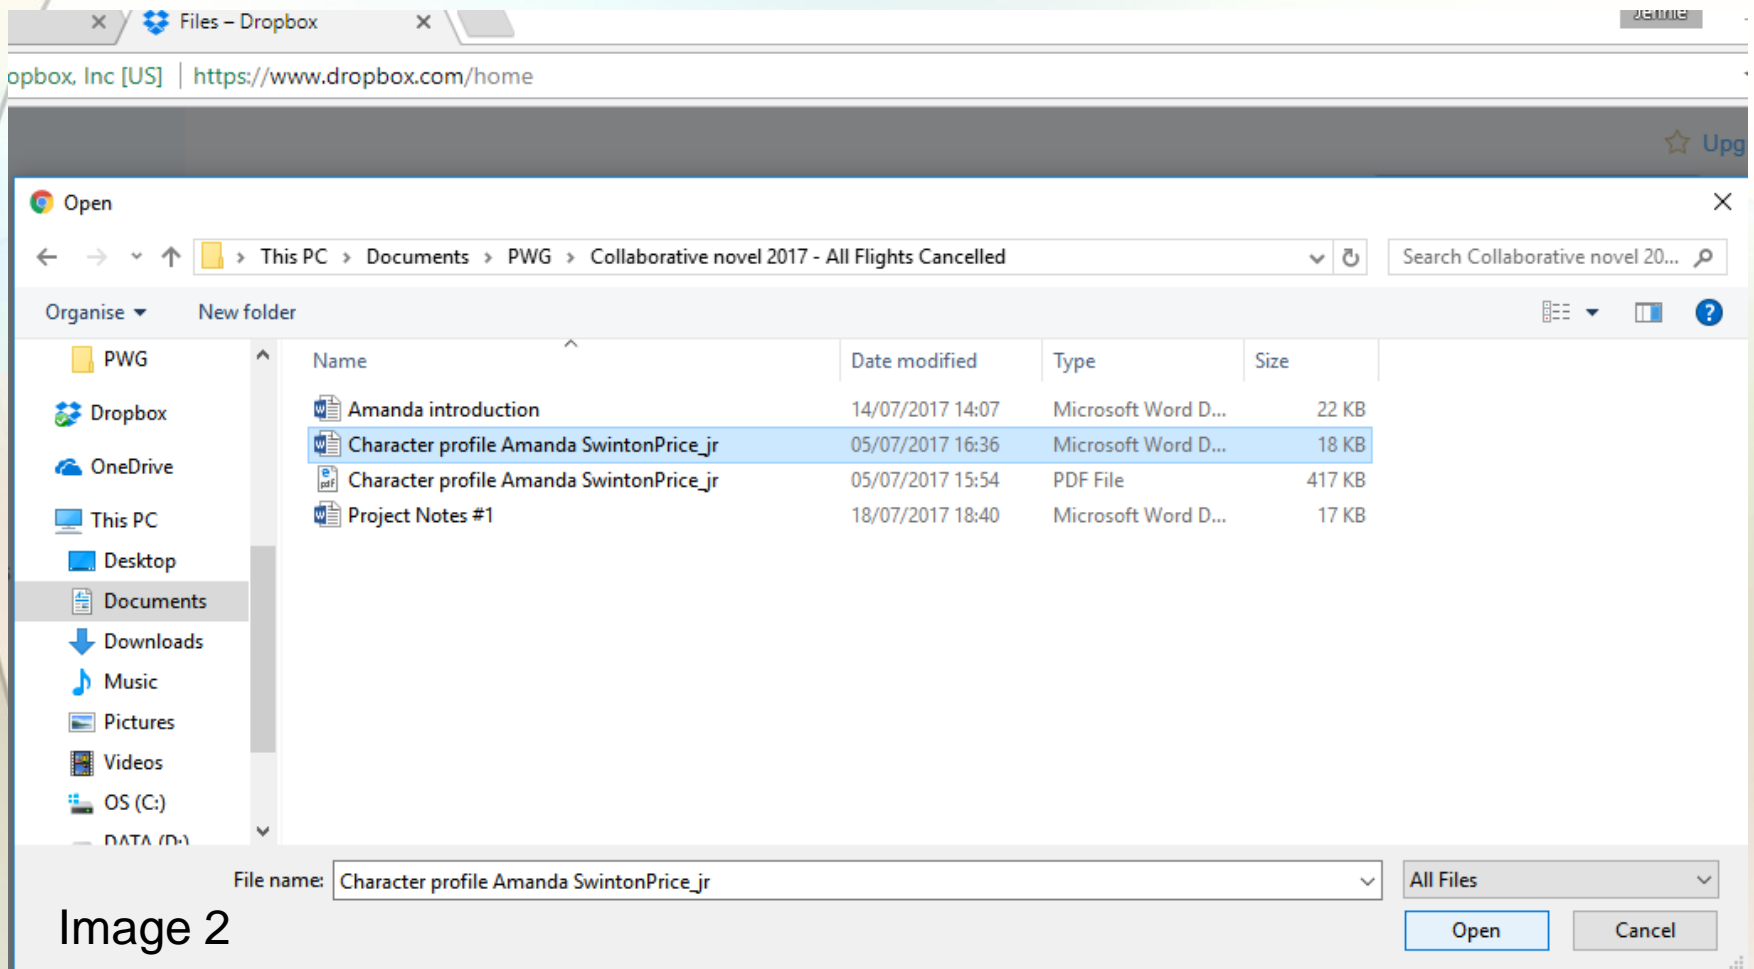 Files – Dropbox Jennie
opbox, Inc [US] | https://www.dropbox.com/home
Upg
Open
This PC > Documents > PWG > Collaborative novel 2017 - All Flights Cancelled Search Collaborative novel 20...
Organise New folder
PWG Name Date modified Type Size
Dropbox Amanda introduction 14/07/2017 14:07 Microsoft Word D... 22 KB
Character profile Amanda SwintonPrice_jr 05/07/2017 16:36 Microsoft Word D... 18 KB
OneDrive Character profile Amanda SwintonPrice_jr 05/07/2017 15:54 PDF File 417 KB
This PC Project Notes #1 18/07/2017 18:40 Microsoft Word D... 17 KB
Desktop
Documents
Downloads
Music
Pictures
Videos
OS (C:)
DATA (D:)
File name: Character profile Amanda SwintonPrice_jr All Files
Image 2 Open Cancel